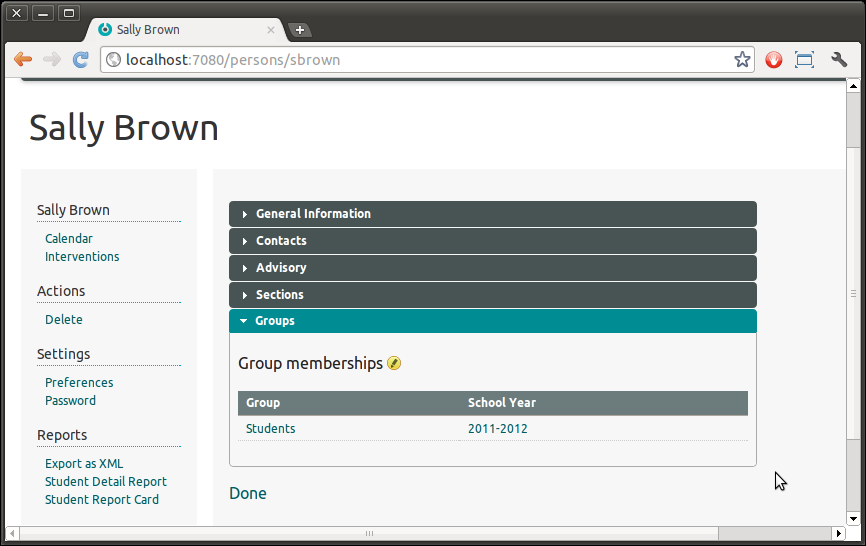 Sally Brown
localhost:7080/persons/sbrown
Sally Brown
Sally Brown
Calendar
Interventions
Actions
Delete
Settings
Preferences
Password
Reports
Export as XML
Student Detail Report
Student Report Card
General Information
Contacts
Advisory
Sections
Groups
Group memberships
Group School Year
Students 2011-2012
Done